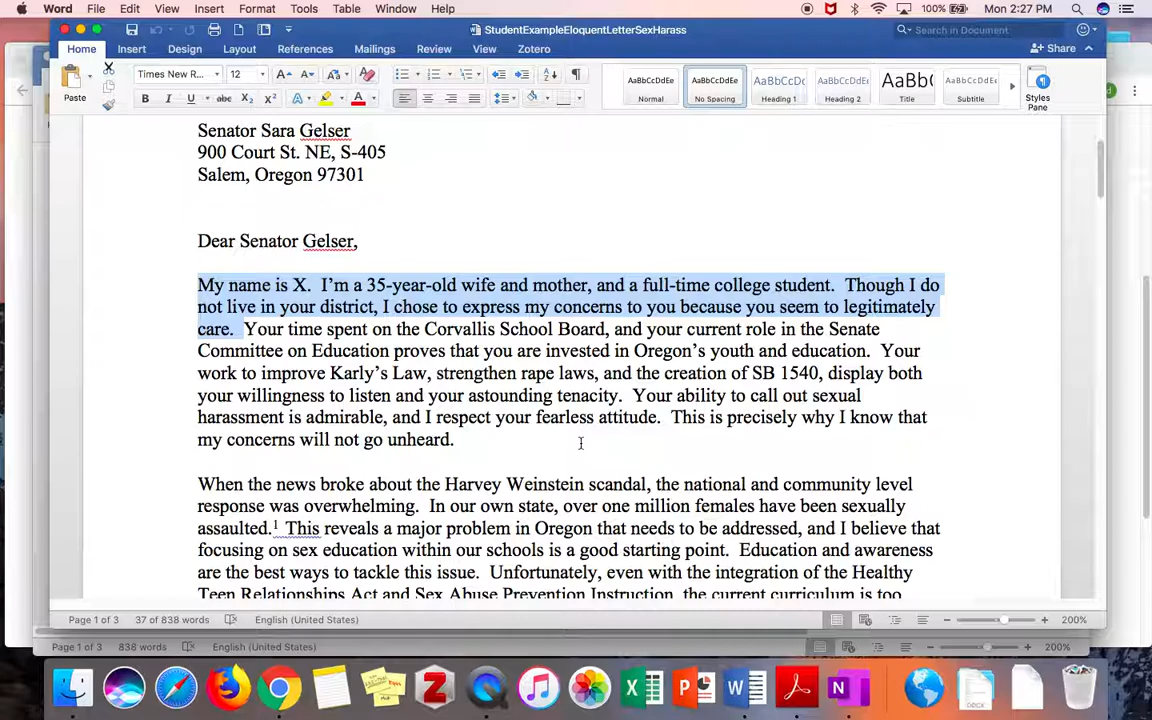 Word File Edit View Insert Format Tools Table Window Help 100% Mon 2:27 PM
StudentExampleEloquentLetterSexHarass Search in Document
Home Insert Design Layout References Mailings Review View Zotero Share
Paste Times New R... 12 AaBbCcDdEe Normal AaBbCcDdEe No Spacing AaBbCcDc Heading 1 AaBbCcDdEe Heading 2 AaBb( Title AaBbCcDdEe Subtitle Styles Pane
Senator Sara Gelser
900 Court St. NE, S-405
Salem, Oregon 97301
Dear Senator Gelser,
My name is X.  I'm a 35-year-old wife and mother, and a full-time college student.  Though I do
not live in your district, I chose to express my concerns to you because you seem to legitimately
care.  Your time spent on the Corvallis School Board, and your current role in the Senate
Committee on Education proves that you are invested in Oregon's youth and education.  Your
work to improve Karly's Law, strengthen rape laws, and the creation of SB 1540, display both
your willingness to listen and your astounding tenacity.  Your ability to call out sexual
harassment is admirable, and I respect your fearless attitude.  This is precisely why I know that
my concerns will not go unheard.
When the news broke about the Harvey Weinstein scandal, the national and community level
response was overwhelming.  In our own state, over one million females have been sexually
assaulted.1 This reveals a major problem in Oregon that needs to be addressed, and I believe that
focusing on sex education within our schools is a good starting point.  Education and awareness
are the best ways to tackle this issue.  Unfortunately, even with the integration of the Healthy
Teen Relationships Act and Sex Abuse Prevention Instruction, the current curriculum is too
Page 1 of 3 37 of 838 words English (United States) 200%
Page 1 of 3 838 words English (United States) 200%